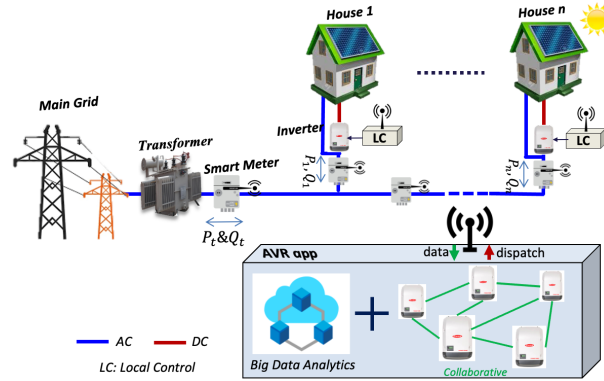 House 1
House n
Main Grid
Transformer
Smart Meter
Inverter
LC
LC
P₁,Q₁
Pₙ,Qₙ
Pₜ&Qₜ
data
dispatch
AVR app
Big Data Analytics
Collaborative
AC
DC
LC: Local Control